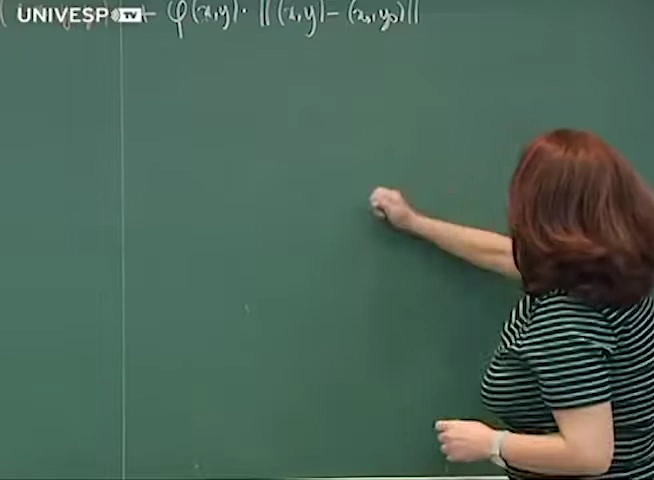 UNIVESP TV + φ(x,y) · ||(x,y) - (x₀,y₀)||